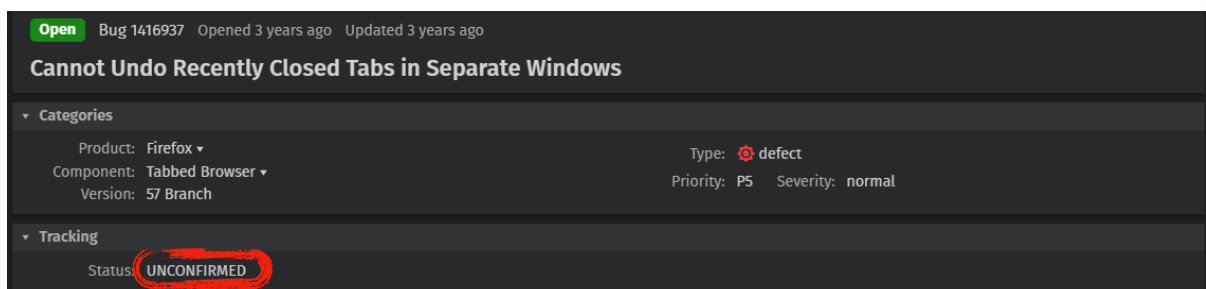 Open Bug 1416937 Opened 3 years ago Updated 3 years ago
Cannot Undo Recently Closed Tabs in Separate Windows
Categories
Product: Firefox
Component: Tabbed Browser
Version: 57 Branch
Type: defect
Priority: P5 Severity: normal
Tracking
Status: UNCONFIRMED